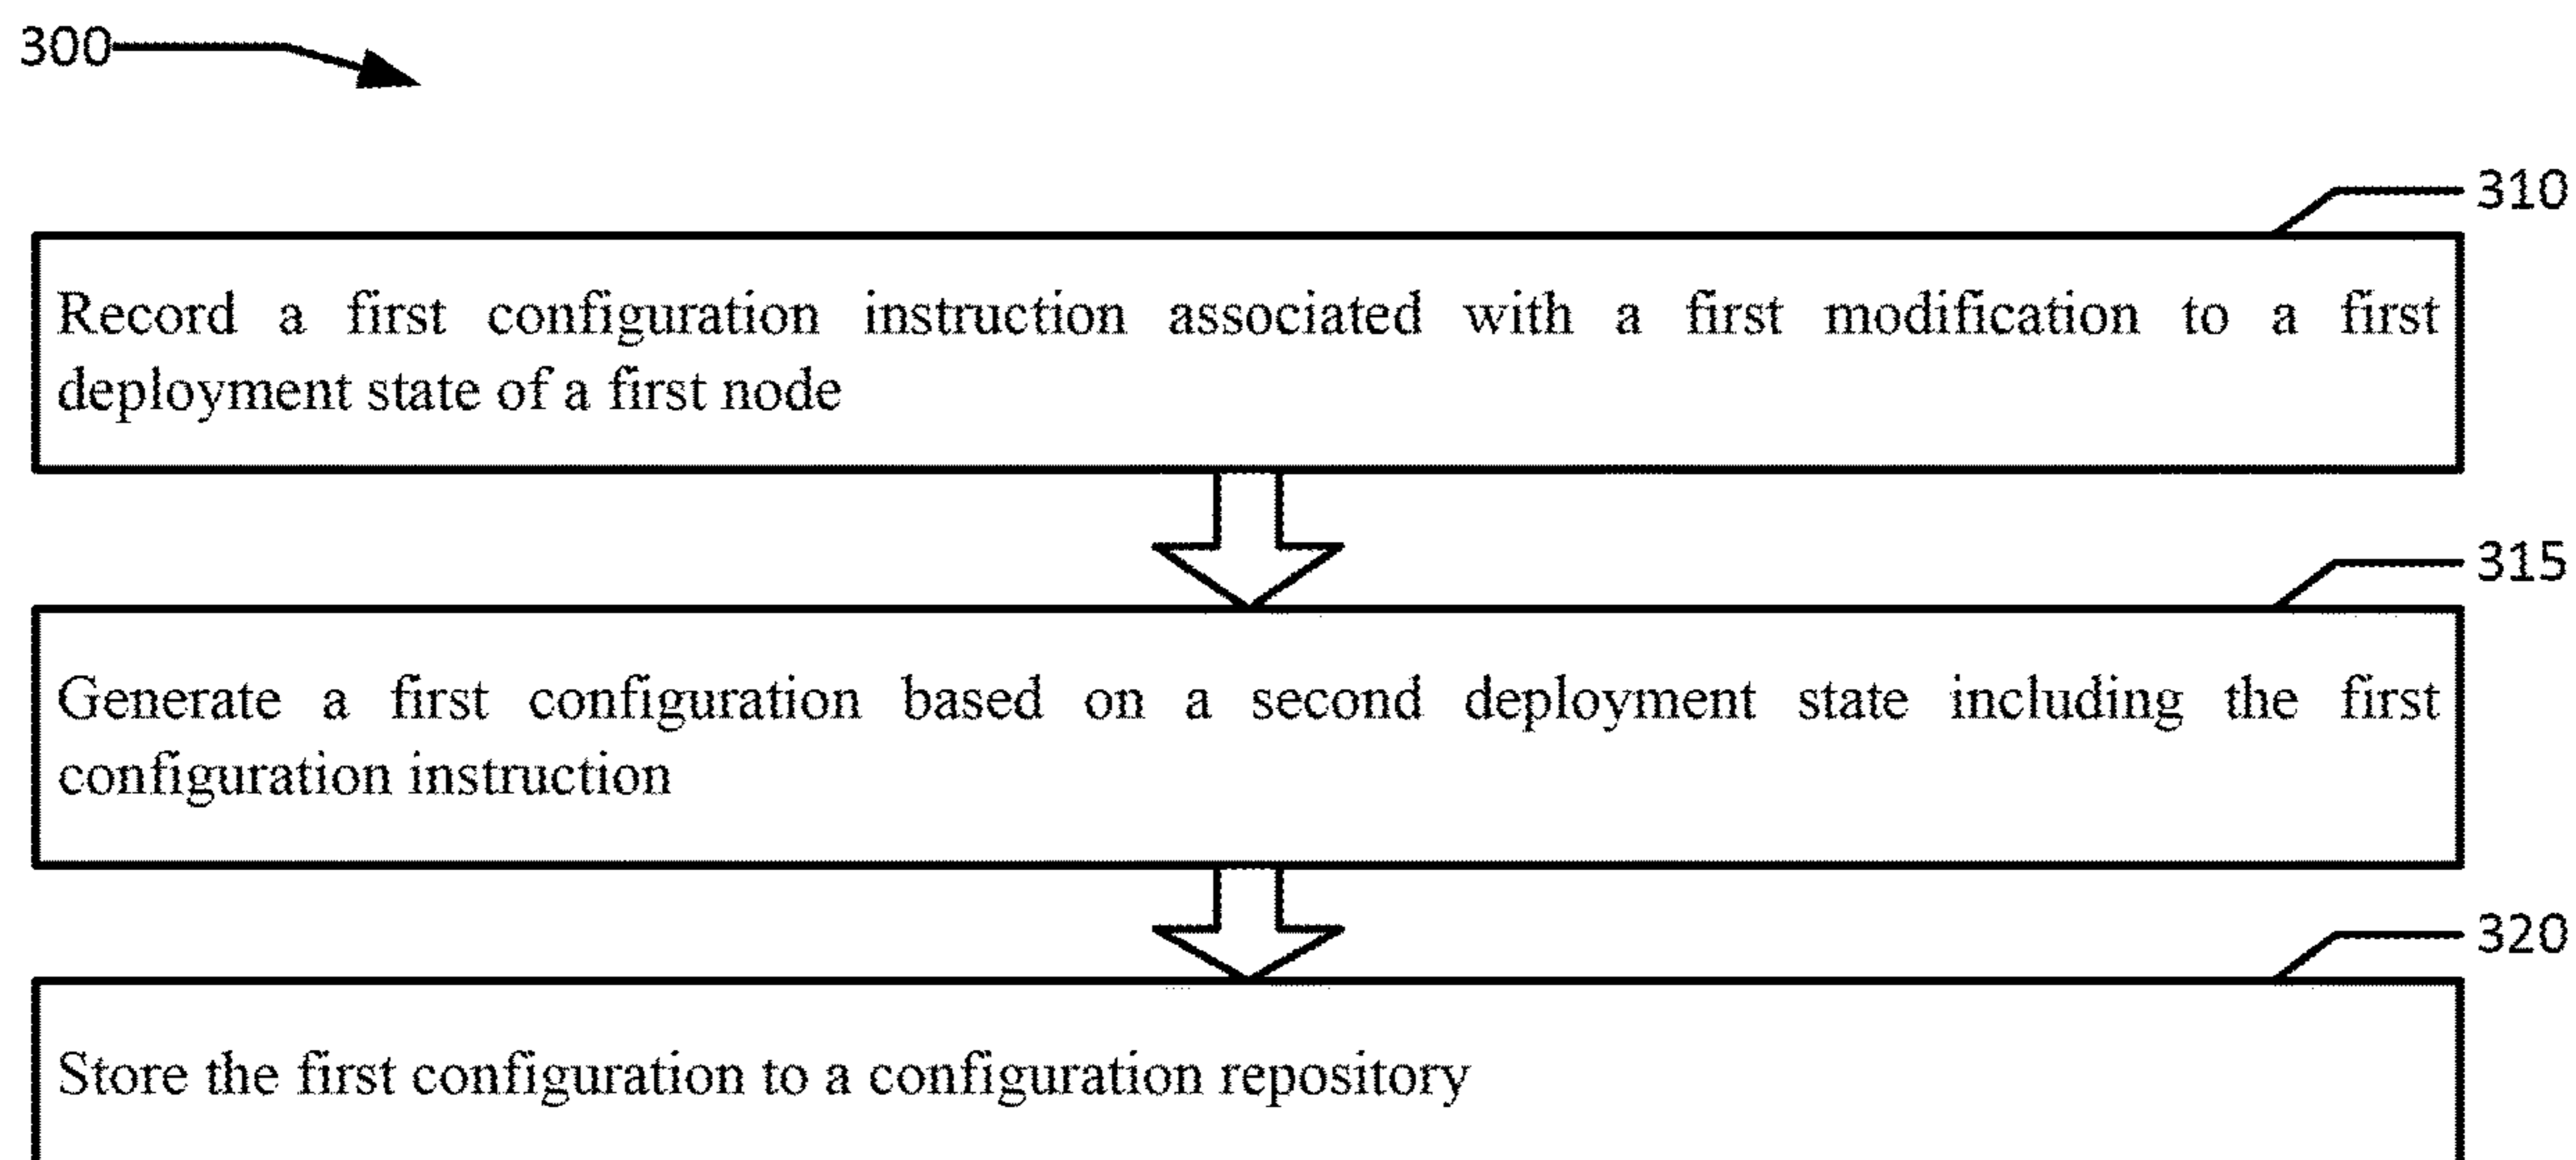 300
310
Record a first configuration instruction associated with a first modification to a first
deployment state of a first node
315
Generate a first configuration based on a second deployment state including the first
configuration instruction
320
Store the first configuration to a configuration repository